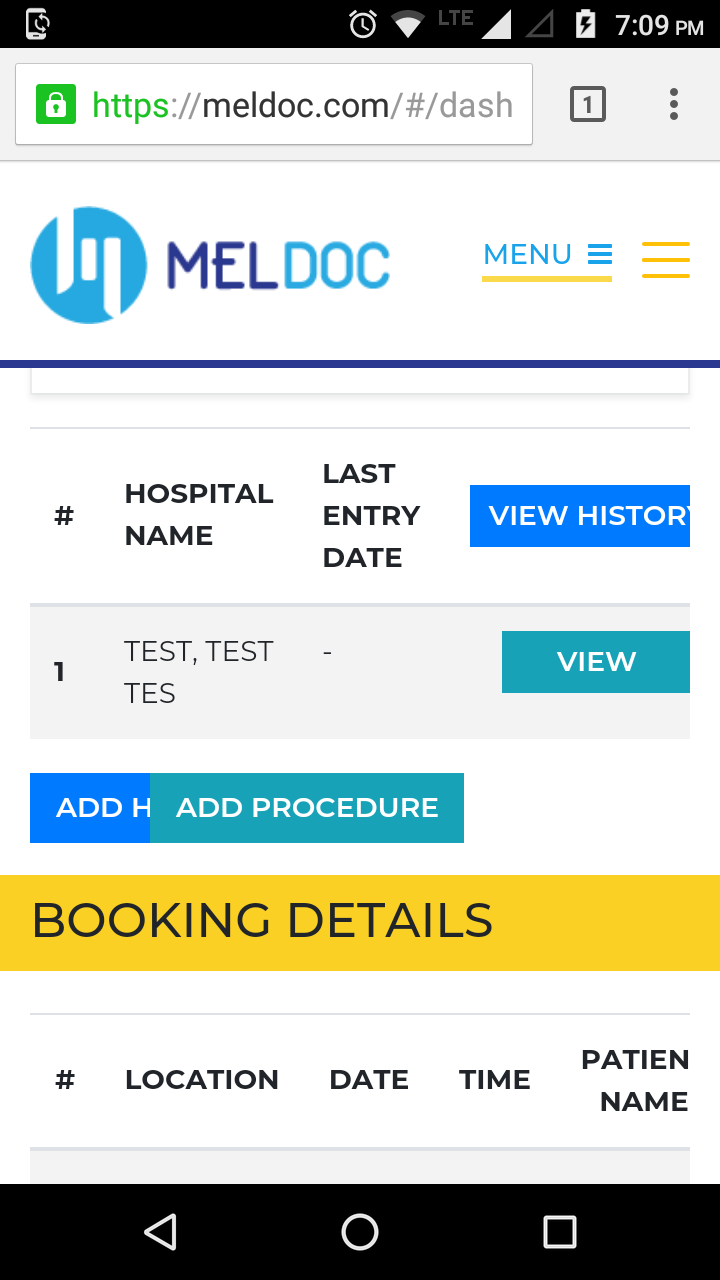 LTE 7:09 PM
https://meldoc.com/#/dash 1
MELDOC MENU
# HOSPITAL NAME LAST ENTRY DATE VIEW HISTORY
1 TEST, TEST TES - VIEW
ADD H ADD PROCEDURE
BOOKING DETAILS
# LOCATION DATE TIME PATIEN NAME